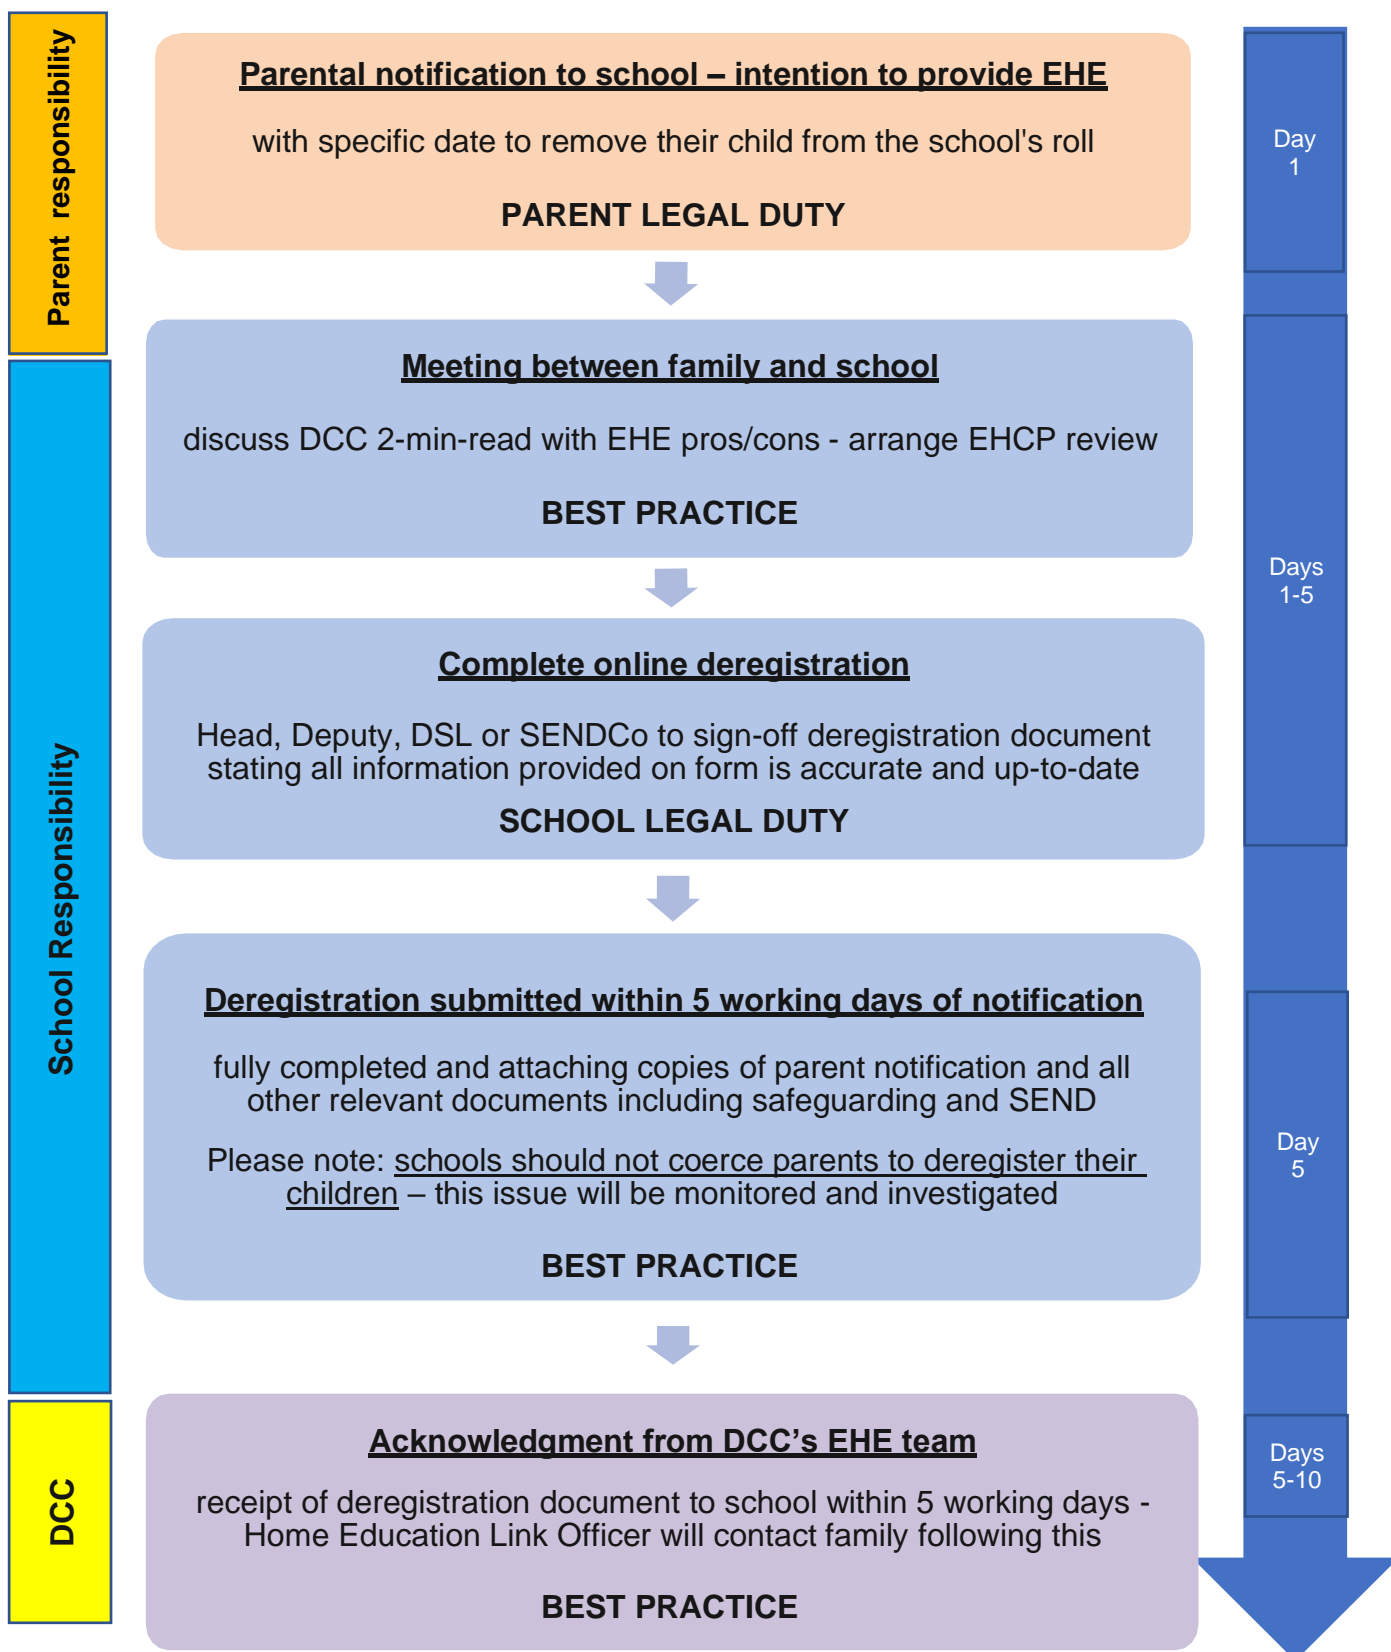 Parent responsibility
Parental notification to school – intention to provide EHE
with specific date to remove their child from the school's roll
PARENT LEGAL DUTY
Day
1
School Responsibility
Meeting between family and school
discuss DCC 2-min-read with EHE pros/cons - arrange EHCP review
BEST PRACTICE
Days
1-5
Complete online deregistration
Head, Deputy, DSL or SENDCo to sign-off deregistration document
stating all information provided on form is accurate and up-to-date
SCHOOL LEGAL DUTY
Deregistration submitted within 5 working days of notification
fully completed and attaching copies of parent notification and all
other relevant documents including safeguarding and SEND
Please note: schools should not coerce parents to deregister their
children – this issue will be monitored and investigated
BEST PRACTICE
Day
5
DCC
Acknowledgment from DCC’s EHE team
receipt of deregistration document to school within 5 working days -
Home Education Link Officer will contact family following this
BEST PRACTICE
Days
5-10